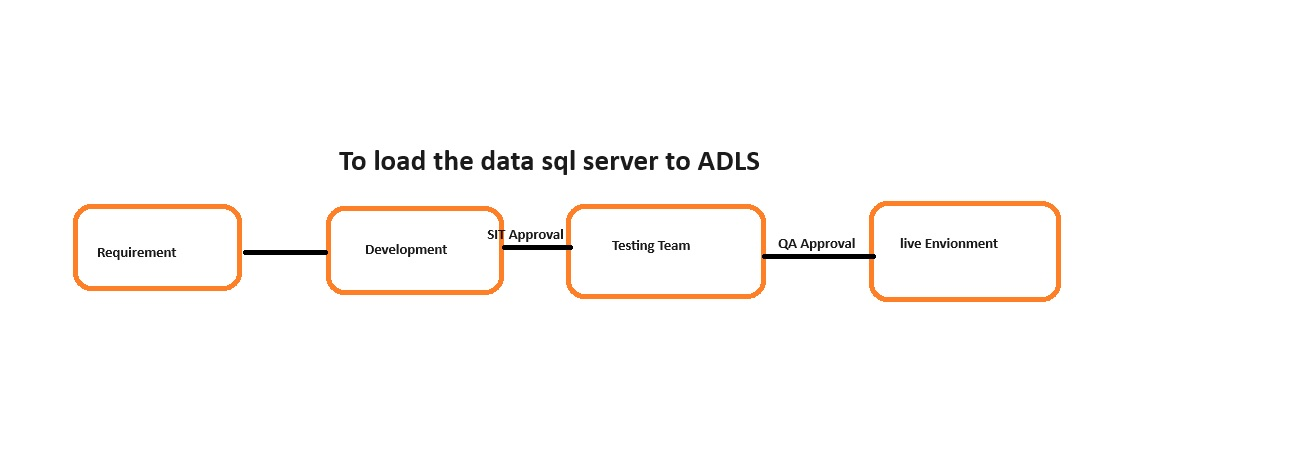 To load the data sql server to ADLS
Requirement
Development
SIT Approval
Testing Team
QA Approval
live Envionment